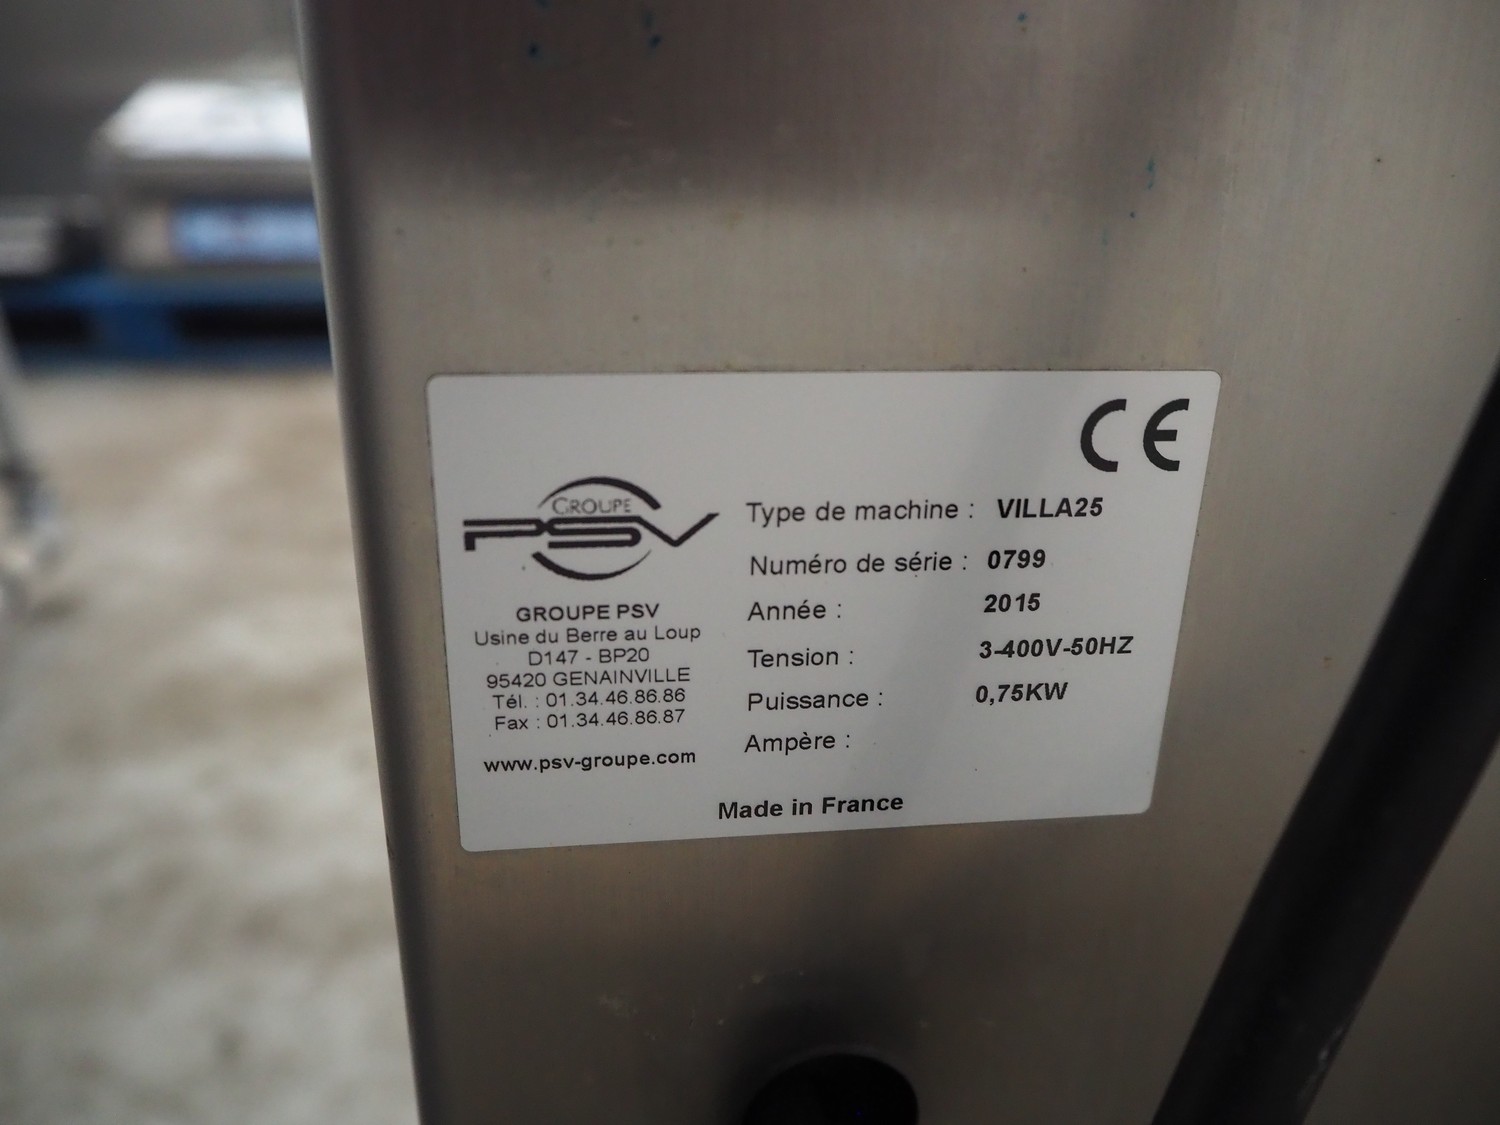 CE
GROUPE
PSV
GROUPE PSV
Usine du Berre au Loup
D147 - BP20
95420 GENAINVILLE
Tél. : 01.34.46.86.86
Fax : 01.34.46.86.87
www.psv-groupe.com
Type de machine : VILLA25
Numéro de série : 0799
Année : 2015
Tension : 3-400V-50HZ
Puissance : 0,75KW
Ampère :
Made in France